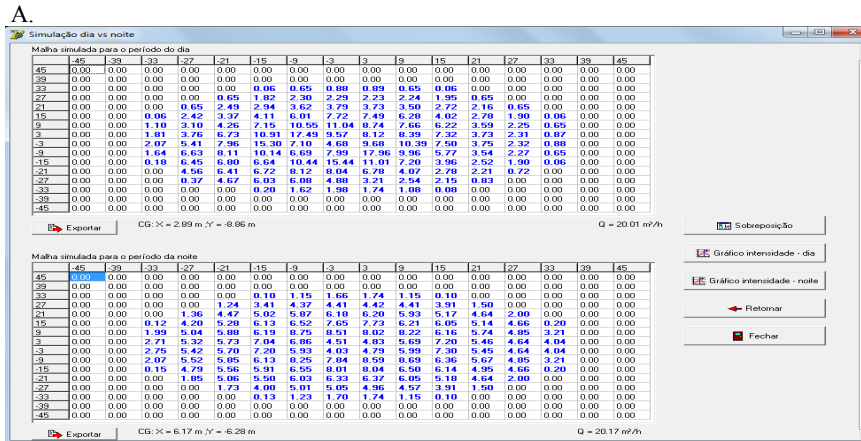 A.
Simulação dia vs noite
Malha simulada para o período do dia
-45 -39 -33 -27 -21 -15 -9 -3 3 9 15 21 27 33 39 45
45 0.00 0.00 0.00 0.00 0.00 0.00 0.00 0.00 0.00 0.00 0.00 0.00 0.00 0.00 0.00 0.00
39 0.00 0.00 0.00 0.00 0.00 0.00 0.00 0.00 0.00 0.00 0.00 0.00 0.00 0.00 0.00 0.00
33 0.00 0.00 0.00 0.00 0.00 0.06 0.65 0.88 0.89 0.65 0.06 0.00 0.00 0.00 0.00 0.00
27 0.00 0.00 0.00 0.00 0.65 1.82 2.30 2.29 2.23 2.24 1.95 0.65 0.00 0.00 0.00 0.00
21 0.00 0.00 0.00 0.65 2.49 2.94 3.62 3.79 3.73 3.50 2.72 2.16 0.65 0.00 0.00 0.00
15 0.00 0.00 0.06 2.42 3.37 4.11 6.01 7.72 7.49 6.28 4.02 2.78 1.90 0.06 0.00 0.00
9 0.00 0.00 1.10 3.10 4.26 7.15 10.55 11.04 8.74 7.66 6.22 3.59 2.25 0.65 0.00 0.00
3 0.00 0.00 1.81 3.76 6.73 10.91 17.49 9.57 8.12 8.39 7.32 3.73 2.31 0.87 0.00 0.00
-3 0.00 0.00 2.07 5.41 7.96 15.30 7.10 4.68 9.68 10.39 7.50 3.75 2.32 0.88 0.00 0.00
-9 0.00 0.00 1.64 6.63 8.11 10.14 6.69 7.99 17.96 9.96 5.77 3.54 2.27 0.65 0.00 0.00
-15 0.00 0.00 0.18 6.45 6.80 6.64 10.44 15.44 11.01 7.20 3.96 2.52 1.90 0.06 0.00 0.00
-21 0.00 0.00 0.00 4.56 6.41 6.72 8.12 8.04 6.78 4.07 2.78 2.21 0.72 0.00 0.00 0.00
-27 0.00 0.00 0.00 0.37 4.67 6.03 6.08 4.88 3.21 2.54 2.15 0.83 0.00 0.00 0.00 0.00
-33 0.00 0.00 0.00 0.00 0.00 0.20 1.62 1.98 1.74 1.08 0.08 0.00 0.00 0.00 0.00 0.00
-39 0.00 0.00 0.00 0.00 0.00 0.00 0.00 0.00 0.00 0.00 0.00 0.00 0.00 0.00 0.00 0.00
-45 0.00 0.00 0.00 0.00 0.00 0.00 0.00 0.00 0.00 0.00 0.00 0.00 0.00 0.00 0.00 0.00
Exportar CG: X = 2.89 m ;Y = -8.86 m Q = 20.01 m³/h
Sobreposição
Gráfico intensidade - dia
Gráfico intensidade - noite
Retornar
Fechar
Malha simulada para o período da noite
-45 -39 -33 -27 -21 -15 -9 -3 3 9 15 21 27 33 39 45
45 0.00 0.00 0.00 0.00 0.00 0.00 0.00 0.00 0.00 0.00 0.00 0.00 0.00 0.00 0.00 0.00
39 0.00 0.00 0.00 0.00 0.00 0.00 0.00 0.00 0.00 0.00 0.00 0.00 0.00 0.00 0.00 0.00
33 0.00 0.00 0.00 0.00 0.00 0.10 1.15 1.66 1.74 1.15 0.10 0.00 0.00 0.00 0.00 0.00
27 0.00 0.00 0.00 0.00 1.24 3.41 4.37 4.41 4.42 4.41 3.91 1.50 0.00 0.00 0.00 0.00
21 0.00 0.00 0.00 1.36 4.47 5.02 5.87 6.18 6.20 5.93 5.17 4.64 2.00 0.00 0.00 0.00
15 0.00 0.00 0.12 4.20 5.28 6.13 6.52 7.65 7.73 6.21 6.05 5.14 4.66 0.20 0.00 0.00
9 0.00 0.00 1.99 5.04 5.88 6.19 8.75 8.51 8.02 8.22 6.16 5.74 4.85 3.21 0.00 0.00
3 0.00 0.00 2.71 5.32 5.73 7.04 6.86 4.51 4.83 5.69 7.20 5.46 4.64 4.04 0.00 0.00
-3 0.00 0.00 2.75 5.42 5.70 7.20 5.93 4.03 4.79 5.99 7.30 5.45 4.64 4.04 0.00 0.00
-9 0.00 0.00 2.07 5.52 5.85 6.13 8.25 7.84 8.59 8.69 6.36 5.67 4.85 3.21 0.00 0.00
-15 0.00 0.00 0.15 4.79 5.56 5.91 6.55 8.01 8.04 6.50 6.14 4.95 4.66 0.20 0.00 0.00
-21 0.00 0.00 0.00 1.85 5.06 5.50 6.03 6.33 6.37 6.05 5.18 4.64 2.00 0.00 0.00 0.00
-27 0.00 0.00 0.00 0.00 1.73 4.00 5.01 5.05 4.96 4.57 3.91 1.50 0.00 0.00 0.00 0.00
-33 0.00 0.00 0.00 0.00 0.00 0.13 1.23 1.70 1.74 1.15 0.10 0.00 0.00 0.00 0.00 0.00
-39 0.00 0.00 0.00 0.00 0.00 0.00 0.00 0.00 0.00 0.00 0.00 0.00 0.00 0.00 0.00 0.00
-45 0.00 0.00 0.00 0.00 0.00 0.00 0.00 0.00 0.00 0.00 0.00 0.00 0.00 0.00 0.00 0.00
Exportar CG: X = 6.17 m ;Y = -6.28 m Q = 20.17 m³/h